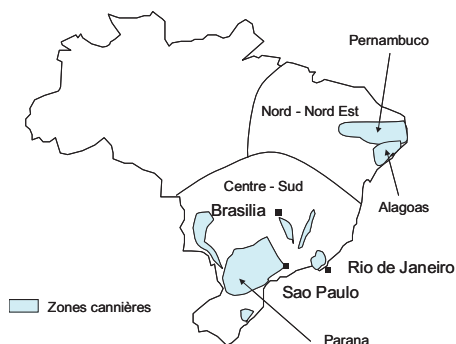 Pernambuco
Nord - Nord Est
Centre - Sud
Alagoas
Brasilia
Rio de Janeiro
Sao Paulo
Zones cannières
Parana